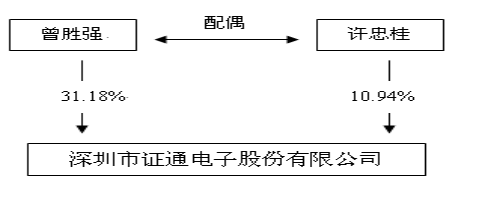 配偶
曾胜强
许忠桂
31.18%
10.94%
深圳市证通电子股份有限公司